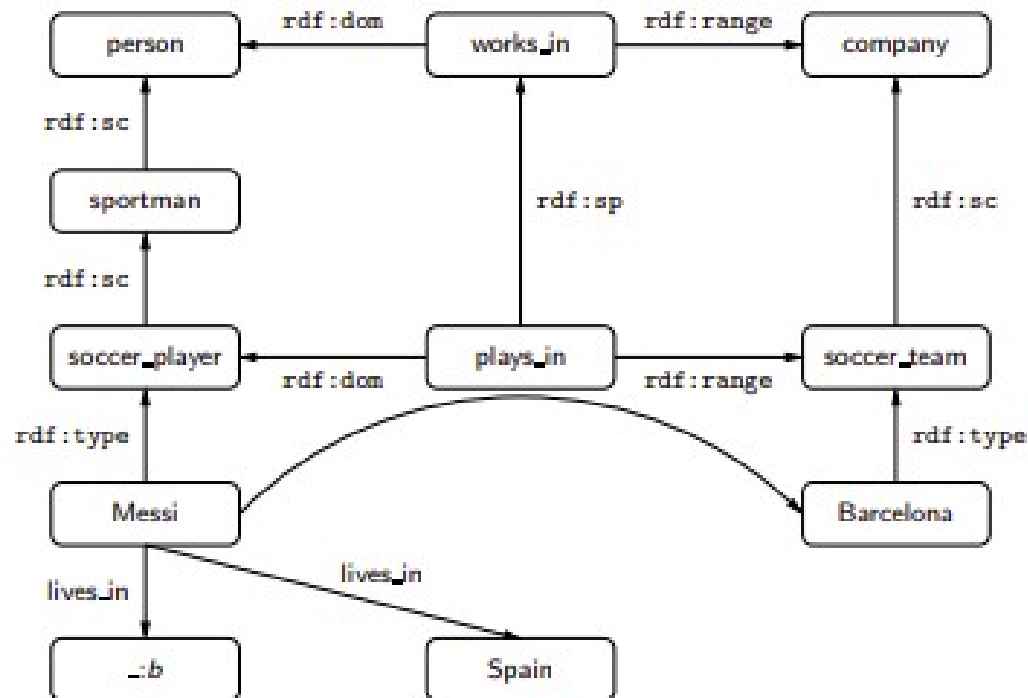 rdf:dom
rdf:range
person
works_in
company
rdf:sc
sportman
rdf:sp
rdf:sc
rdf:sc
soccer_player
plays_in
soccer_team
rdf:dom
rdf:range
rdf:type
rdf:type
Messi
Barcelona
lives_in
lives_in
_:b
Spain